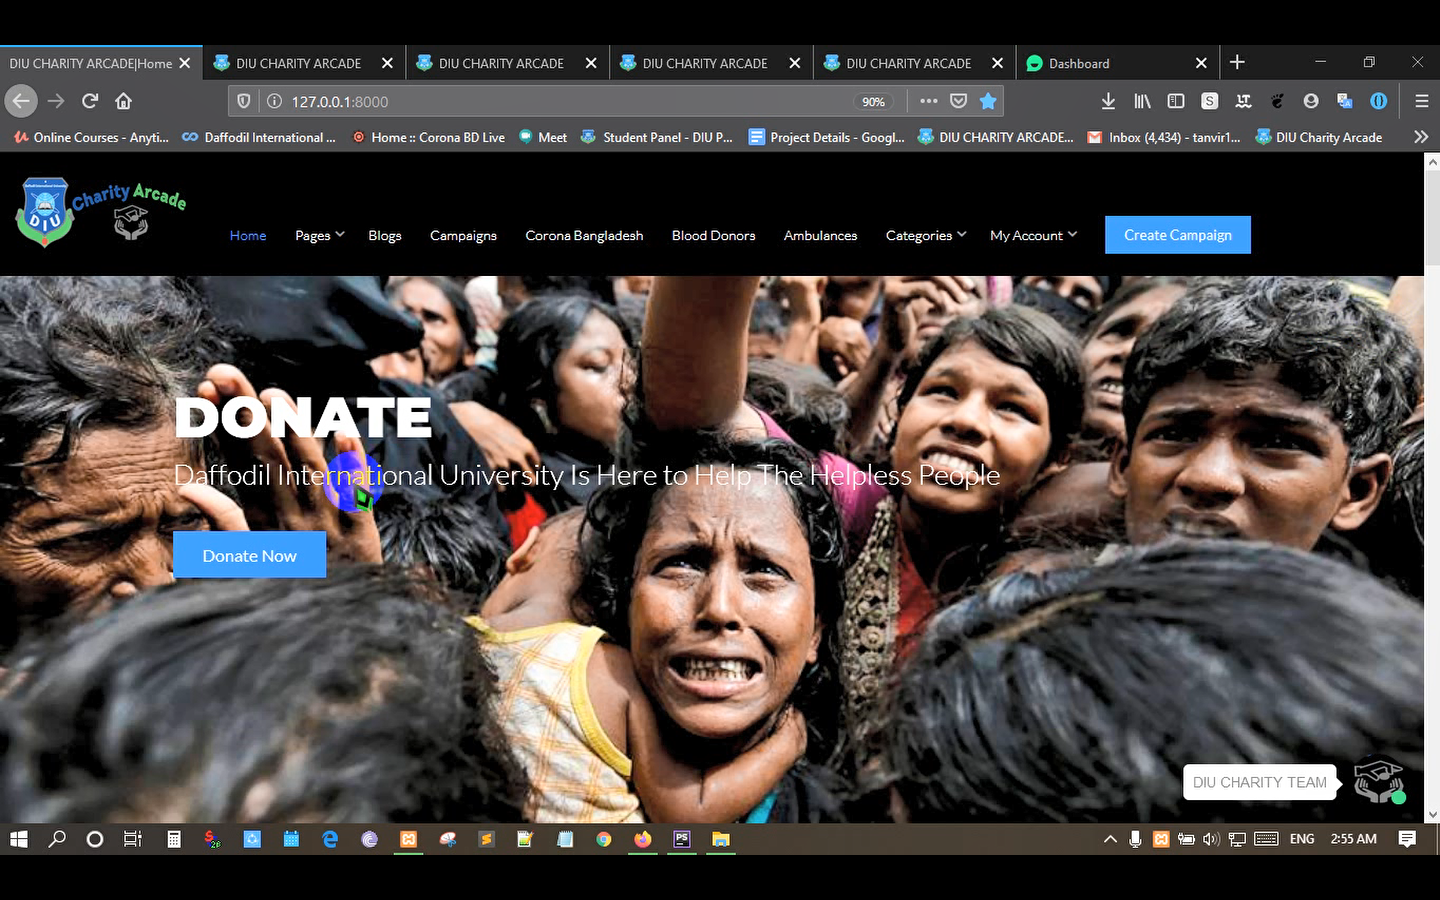 DIU CHARITY ARCADE|Home
DIU CHARITY ARCADE
DIU CHARITY ARCADE
DIU CHARITY ARCADE
DIU CHARITY ARCADE
Dashboard
127.0.0.1:8000
90%
Online Courses - Anyti...
Daffodil International ...
Home :: Corona BD Live
Meet
Student Panel - DIU P...
Project Details - Googl...
DIU CHARITY ARCADE...
Inbox (4,434) - tanvir1...
DIU Charity Arcade
DIU
Charity Arcade
Home
Pages
Blogs
Campaigns
Corona Bangladesh
Blood Donors
Ambulances
Categories
My Account
Create Campaign
DONATE
Daffodil International University Is Here to Help The Helpless People
Donate Now
DIU CHARITY TEAM
PS
ENG
2:55 AM